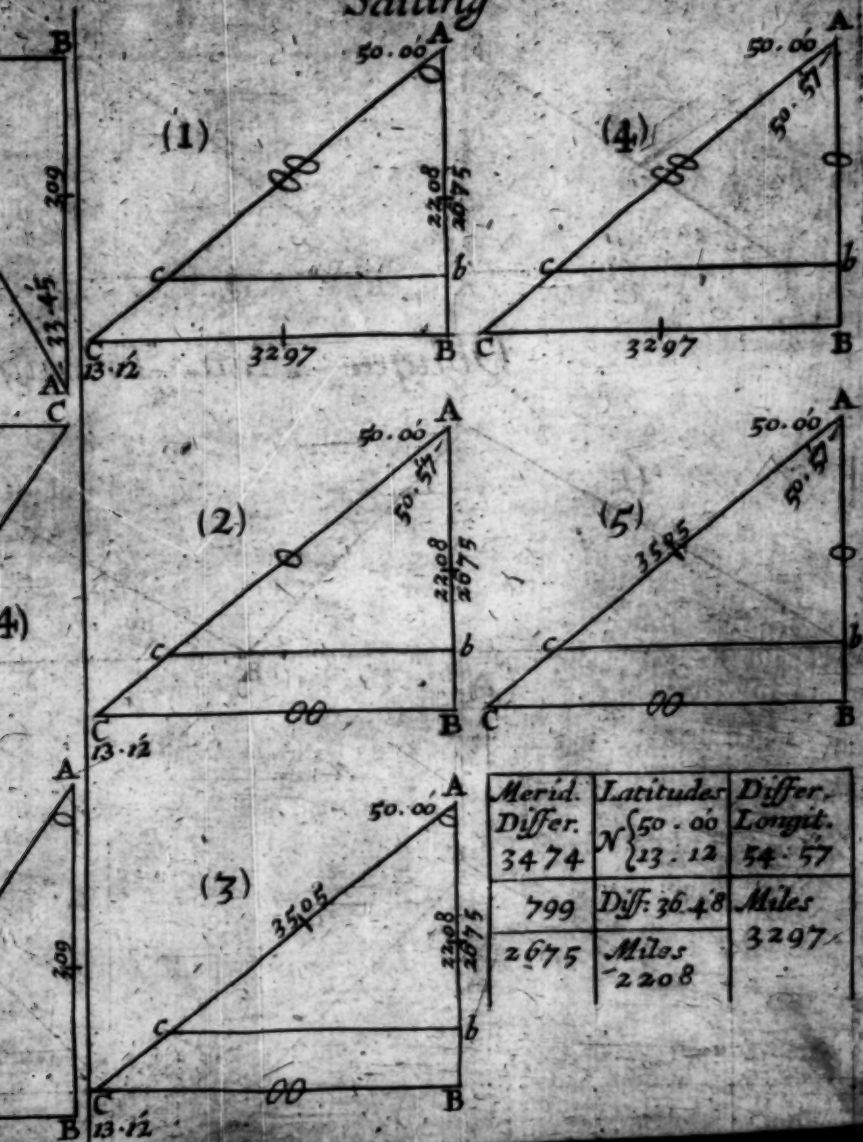 Sailing
B
209
33.45
A
C
4)
A
209
B
A
50.00
(1)
2208
2675
c
b
C
3297
B
13.12
A
50.00
50.57
(4)
c
b
C
3297
B
A
50.00
50.57
(2)
2208
2675
c
b
C
B
13.12
A
50.00
50.57
(5)
3505
c
b
C
B
A
50.00
(3)
3505
2208
2675
c
b
C
B
13.12
Merid. Latitudes Differ.
Differ. N { 50.00 Longit.
3474 13.12 54.57
799 Diff: 36.48 Miles
3297
2675 Miles
2208